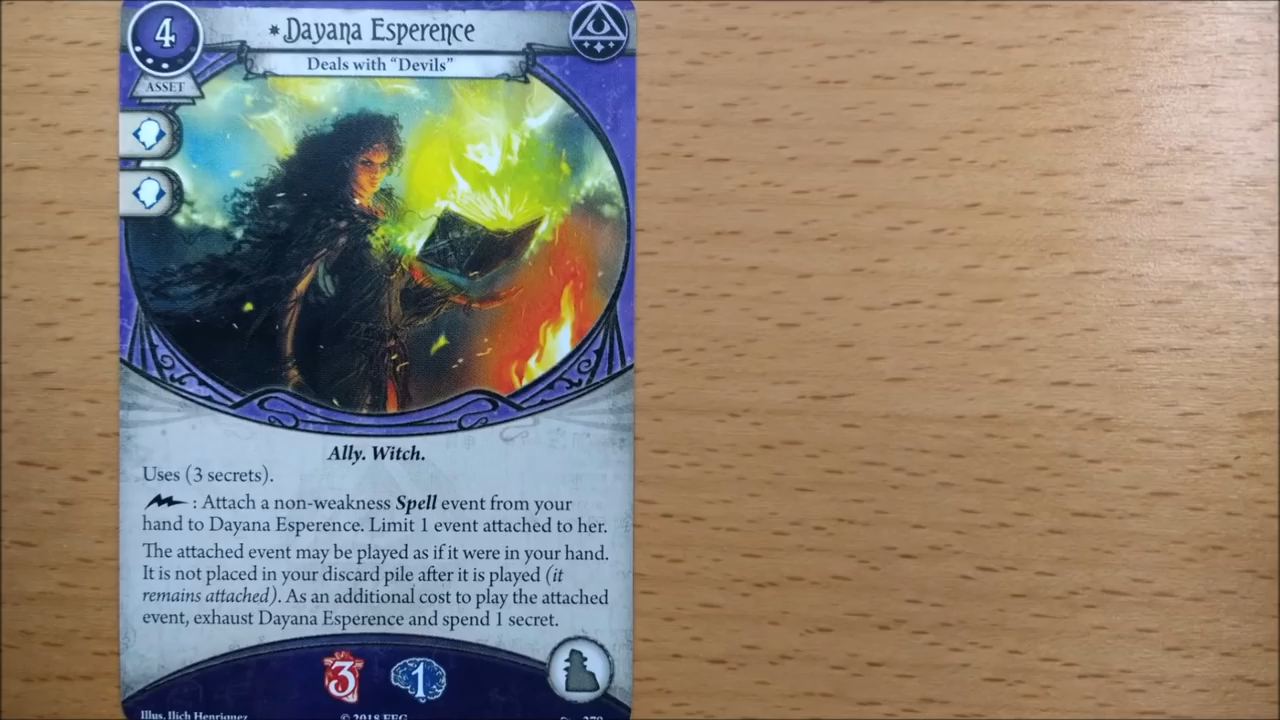 4
Dayana Esperence
Deals with “Devils”
ASSET
Ally. Witch.
Uses (3 secrets).
: Attach a non-weakness Spell event from your
hand to Dayana Esperence. Limit 1 event attached to her.
The attached event may be played as if it were in your hand.
It is not placed in your discard pile after it is played (it
remains attached). As an additional cost to play the attached
event, exhaust Dayana Esperence and spend 1 secret.
3
1
Illus. Ilich Henriquez
© 2018 FFG
279